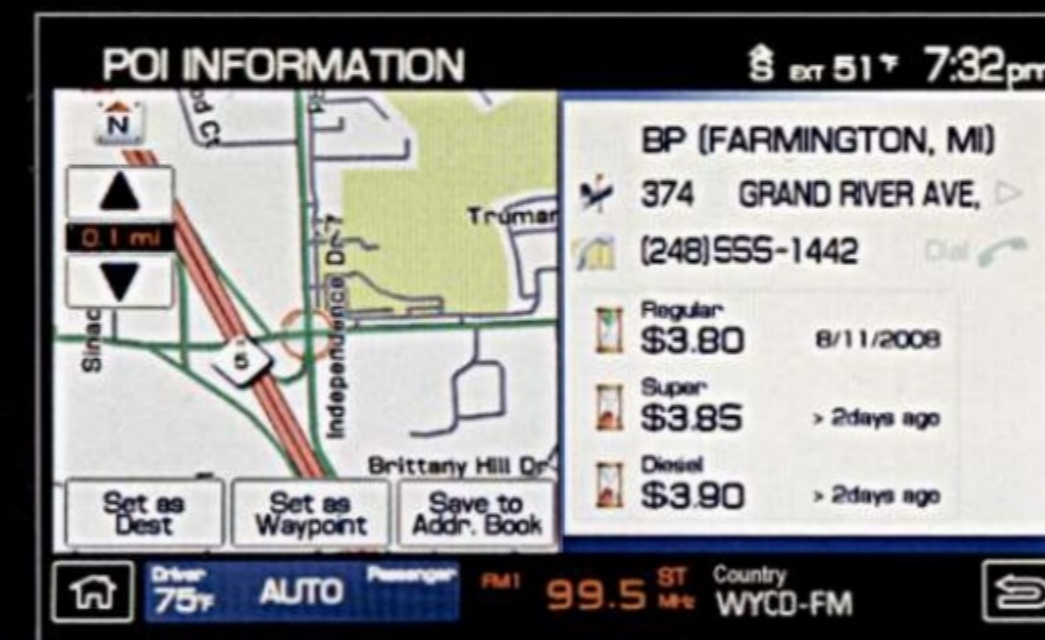 POI INFORMATION
S EXT 51°F 7:32pm
N
0.1 mi
Independence Dr
Truman
Brittany Hill Dr
Set as Dest
Set as Waypoint
Save to Addr. Book
BP (FARMINGTON, MI)
374 GRAND RIVER AVE,
(248)555-1442 Dial
Regular
$3.80 8/11/2008
Super
$3.85 > 2days ago
Diesel
$3.90 > 2days ago
Driver
75°F
AUTO
Passenger
FM1 99.5 ST MHz
Country
WYCD-FM